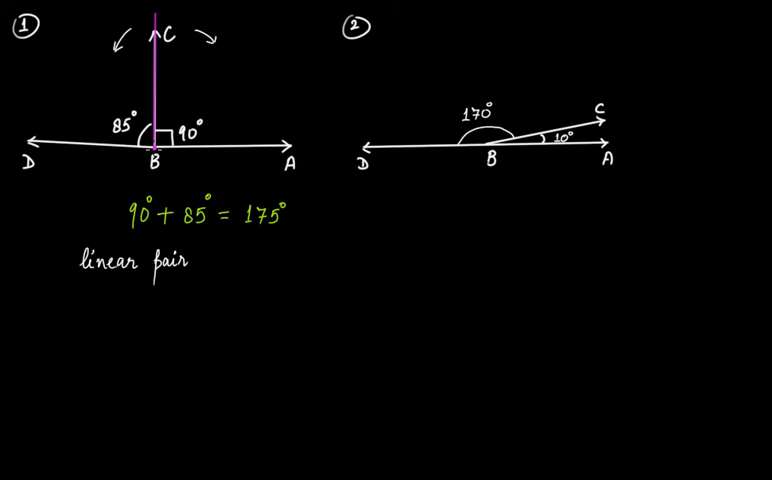 ① ②
C
85° 90°
D B A
170° C
10°
D B A
90° + 85° = 175°
linear pair